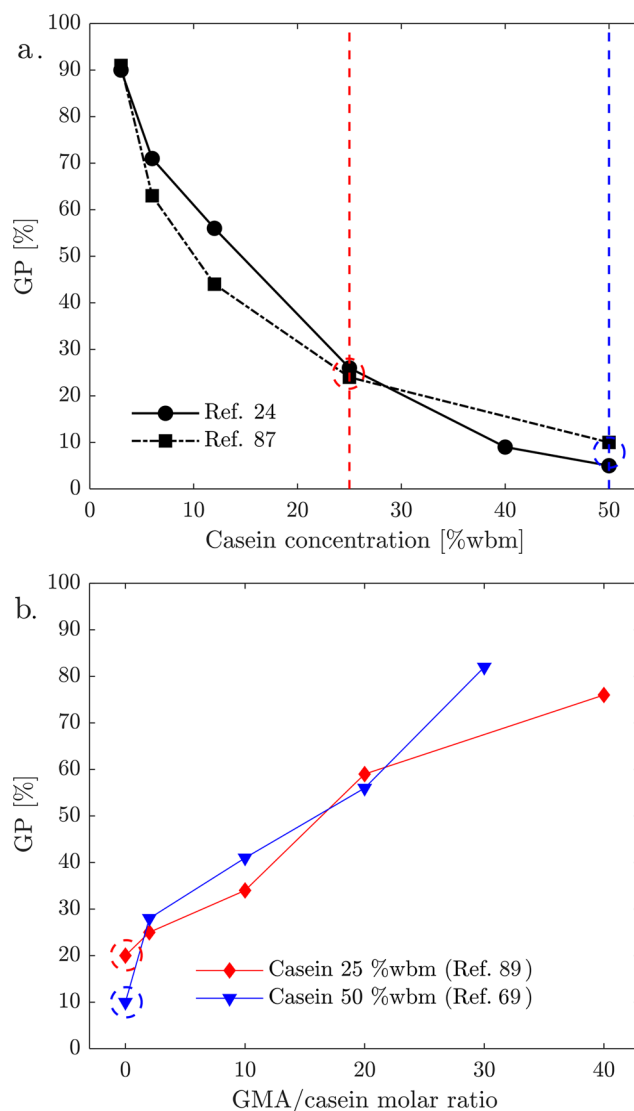 a.
100
90
80
70
60
50
40
30
20
10
0
GP [%]
Ref. 24
Ref. 87
0 10 20 30 40 50
Casein concentration [%wbm]
b.
100
90
80
70
60
50
40
30
20
10
0
GP [%]
Casein 25 %wbm (Ref. 89)
Casein 50 %wbm (Ref. 69)
0 10 20 30 40
GMA/casein molar ratio